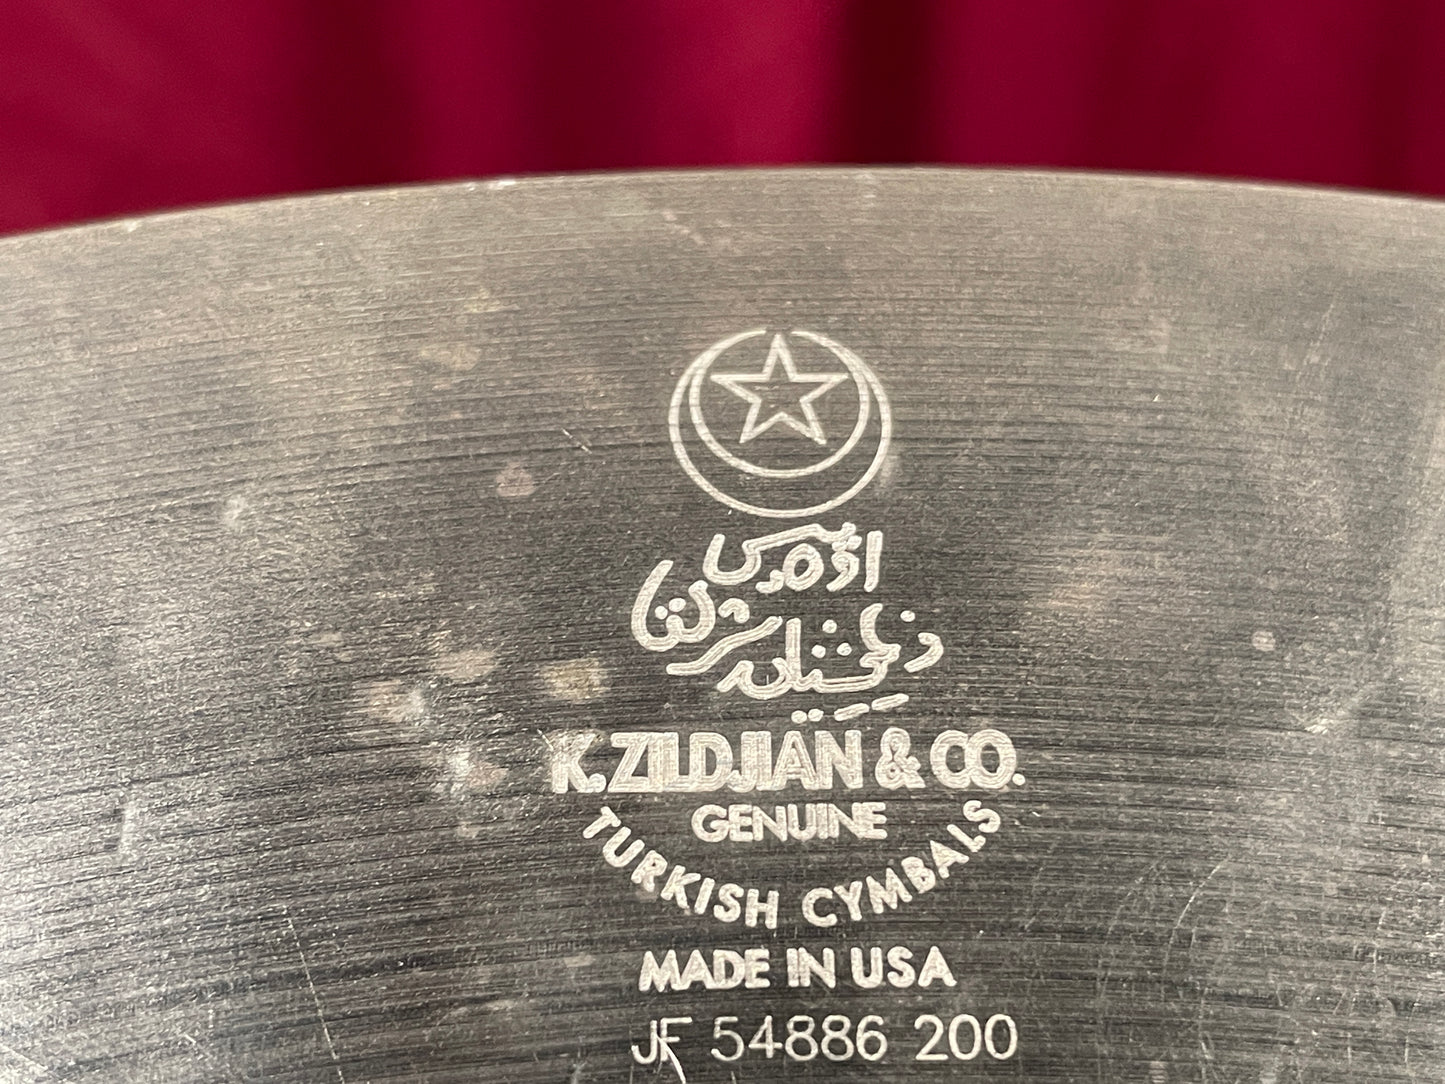 K. ZILDJIAN & CO.
GENUINE
TURKISH CYMBALS
MADE IN USA
JF 54886 200